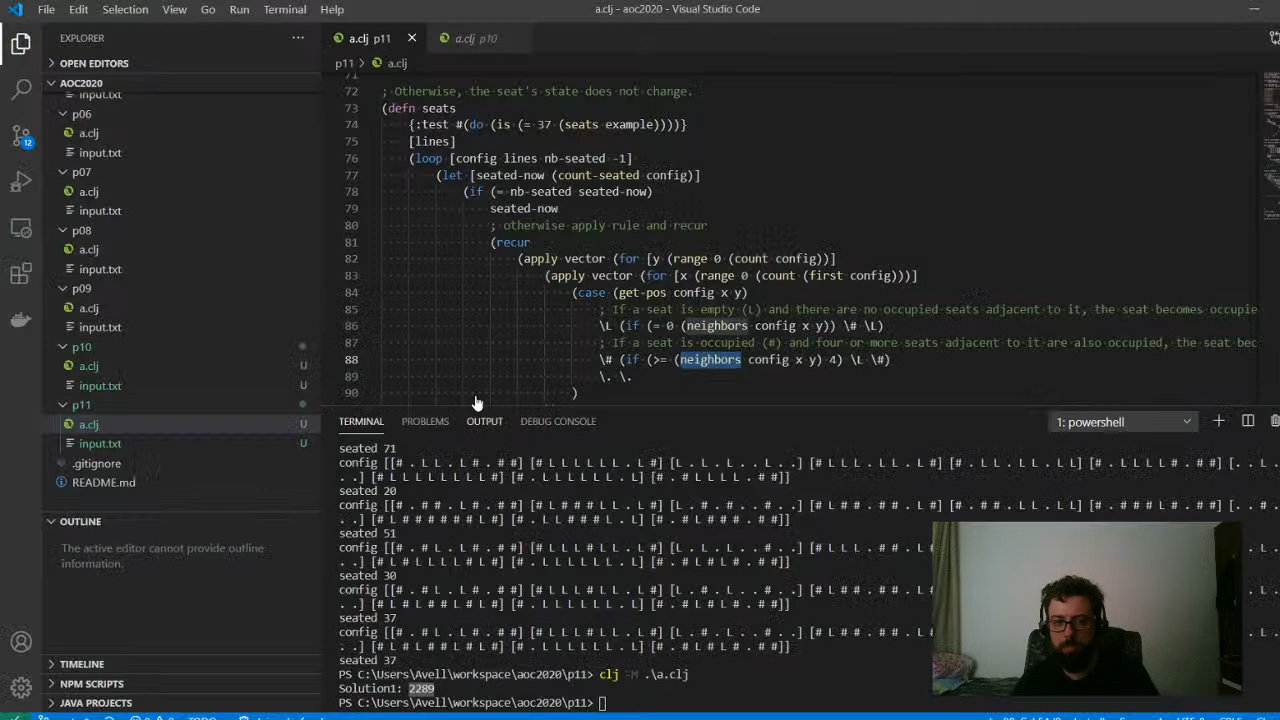 File Edit Selection View Go Run Terminal Help
a.clj - aoc2020 - Visual Studio Code
EXPLORER
OPEN EDITORS
AOC2020
input.txt
p06
a.clj
input.txt
p07
a.clj
input.txt
p08
a.clj
input.txt
p09
a.clj
input.txt
p10
a.clj U
input.txt U
p11
a.clj U
input.txt U
.gitignore
README.md
OUTLINE
The active editor cannot provide outline
information.
TIMELINE
NPM SCRIPTS
JAVA PROJECTS
12
a.clj p11
a.clj p10
p11 > a.clj
71
72 ; Otherwise, the seat's state does not change.
73 (defn seats
74 {:test #(do (is (= 37 (seats example))))}
75 [lines]
76 (loop [config lines nb-seated -1]
77 (let [seated-now (count-seated config)]
78 (if (= nb-seated seated-now)
79 seated-now
80 ; otherwise apply rule and recur
81 (recur
82 (apply vector (for [y (range 0 (count config))]
83 (apply vector (for [x (range 0 (count (first config)))]
84 (case (get-pos config x y)
85 ; If a seat is empty (L) and there are no occupied seats adjacent to it, the seat becomes occupie
86 \L (if (= 0 (neighbors config x y)) \# \L)
87 ; If a seat is occupied (#) and four or more seats adjacent to it are also occupied, the seat bec
88 \# (if (>= (neighbors config x y) 4) \L \#)
89 \. \.
90 )
TERMINAL PROBLEMS OUTPUT DEBUG CONSOLE
1: powershell
seated 71
config [[# . L L . L # . # #] [# L L L L L L . L #] [L . L . L . . L . .] [# L L L . L L . L #] [# . L L . L L . L L] [# . L L L L # . L #] [. . L .
. .] [# L L L L L L L L #] [# . L L L L L L . L] [# . # L . L # . # #]]
seated 20
seated 51
seated 30
seated 37
seated 37
PS C:\Users\Avell\workspace\aoc2020\p11> clj -M .\a.clj
Solution1: 2289
PS C:\Users\Avell\workspace\aoc2020\p11>